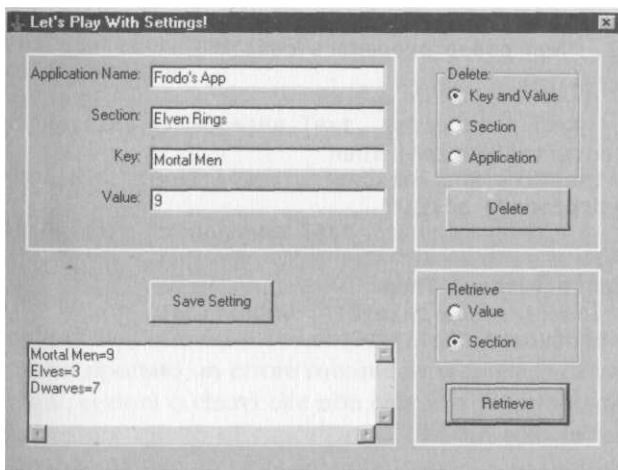 Let's Play With Settings!
Application Name: Frodo's App
Section: Elven Rings
Key: Mortal Men
Value: 9
Save Setting
Mortal Men=9
Elves=3
Dwarves=7
Delete:
Key and Value
Section
Application
Delete
Retrieve
Value
Section
Retrieve